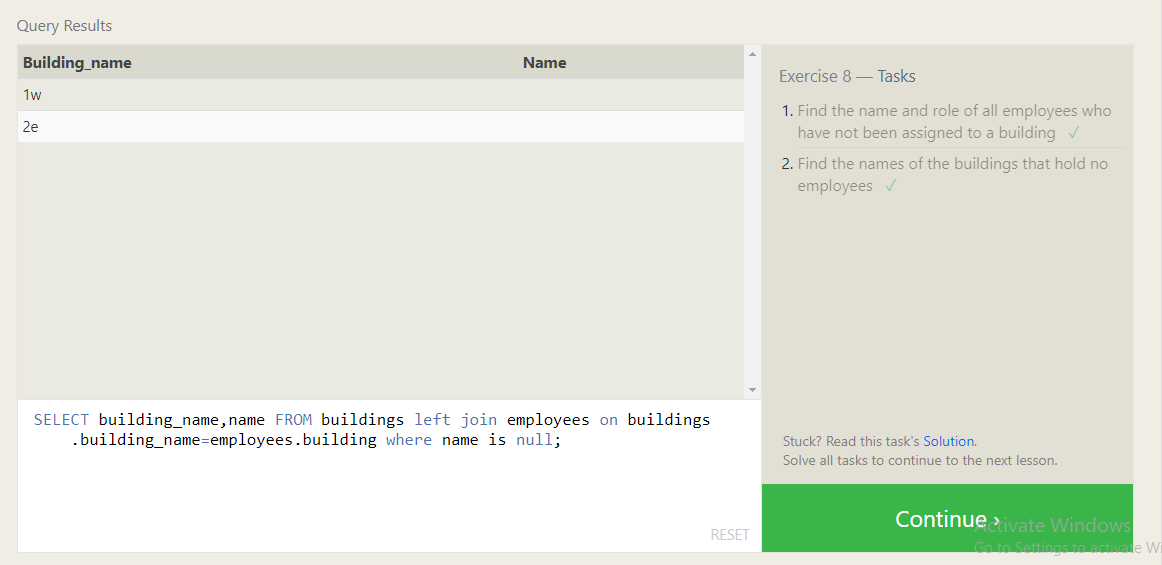 Query Results
Building_name Name
1w
2e
SELECT building_name,name FROM buildings left join employees on buildings
.building_name=employees.building where name is null;
RESET
Exercise 8 — Tasks
1. Find the name and role of all employees who
have not been assigned to a building ✓
2. Find the names of the buildings that hold no
employees ✓
Stuck? Read this task's Solution.
Solve all tasks to continue to the next lesson.
Continue ›
Activate Windows
Go to Settings to activate W